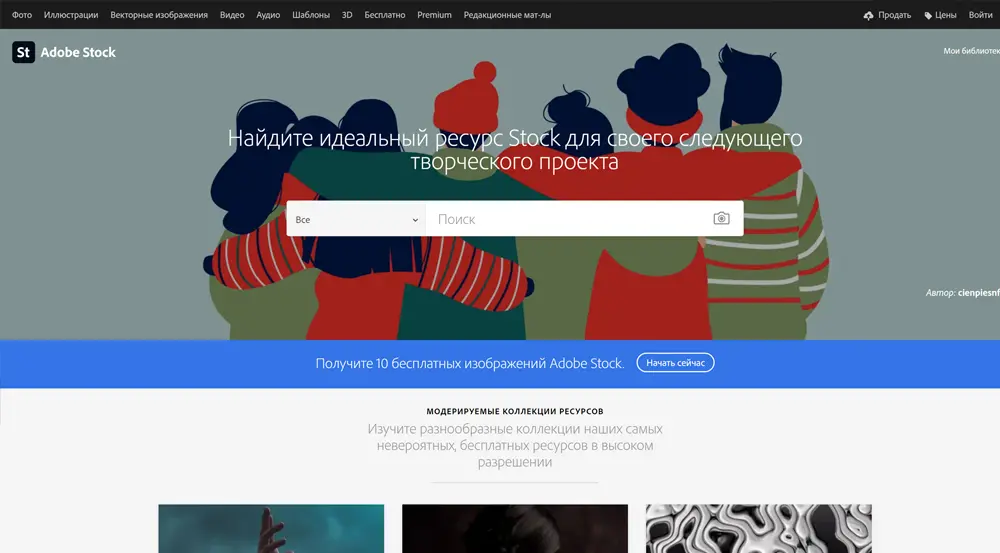 Фото Иллюстрации Векторные изображения Видео Аудио Шаблоны 3D Бесплатно Premium Редакционные мат-лы Продать Цены Войти
St Adobe Stock
Мои библиотек
Найдите идеальный ресурс Stock для своего следующего
творческого проекта
Все Поиск
Автор: cienpiesnf
Получите 10 бесплатных изображений Adobe Stock. Начать сейчас
МОДЕРИРУЕМЫЕ КОЛЛЕКЦИИ РЕСУРСОВ
Изучите разнообразные коллекции наших самых
невероятных, бесплатных ресурсов в высоком
разрешении